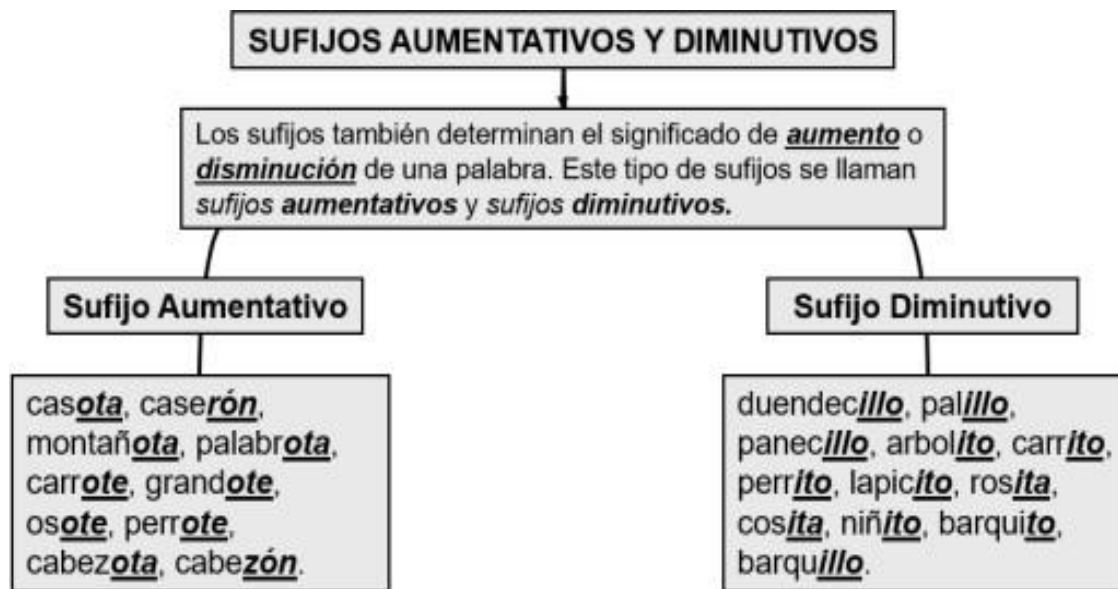 SUFIJOS AUMENTATIVOS Y DIMINUTIVOS
Los sufijos también determinan el significado de aumento o
disminución de una palabra. Este tipo de sufijos se llaman
sufijos aumentativos y sufijos diminutivos.
Sufijo Aumentativo
casota, caserón,
montañota, palabrota,
carrote, grandote,
osote, perrote,
cabezota, cabezón.
Sufijo Diminutivo
duendecillo, palillo,
panecillo, arbolito, carrito,
perrito, lapicito, rosita,
cosita, niñito, barquito,
barquillo.